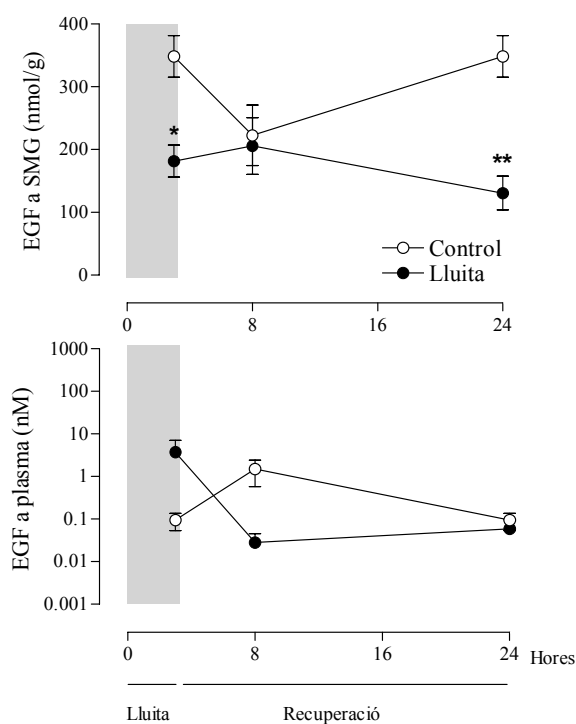 400
300
200
100
0
EGF a SMG (nmol/g)
*
**
Control
Lluita
0 8 16 24
1000
100
10
1
0.1
0.01
0.001
EGF a plasma (nM)
0 8 16 24 Hores
Lluita Recuperació